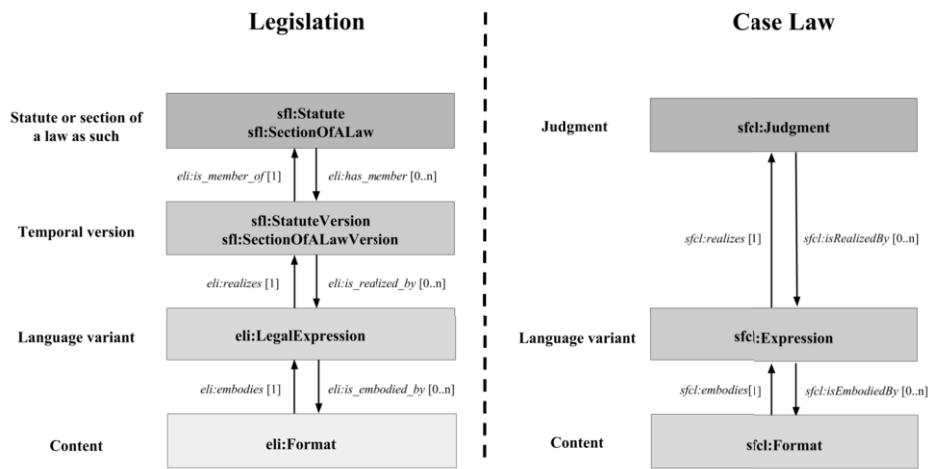 Legislation
Statute or section of
a law as such
sfl:Statute
sfl:SectionOfALaw
eli:is_member_of [1]
eli:has_member [0..n]
Temporal version
sfl:StatuteVersion
sfl:SectionOfALawVersion
eli:realizes [1]
eli:is_realized_by [0..n]
Language variant
eli:LegalExpression
eli:embodies [1]
eli:is_embodied_by [0..n]
Content
eli:Format
Case Law
Judgment
sfcl:Judgment
sfcl:realizes [1]
sfcl:isRealizedBy [0..n]
Language variant
sfcl:Expression
sfcl:embodies[1]
sfcl:isEmbodiedBy [0..n]
Content
sfcl:Format